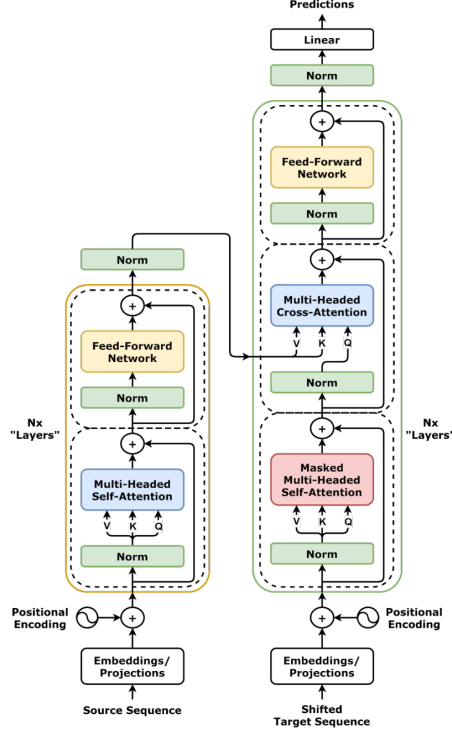 Predictions
Linear
Norm
+
Feed-Forward
Network
Norm
+
Multi-Headed
Cross-Attention
V K Q
Norm
+
Masked
Multi-Headed
Self-Attention
V K Q
Norm
Nx
"Layers"
+
Positional
Encoding
Embeddings/
Projections
Shifted
Target Sequence
Norm
+
Feed-Forward
Network
Norm
+
Multi-Headed
Self-Attention
V K Q
Norm
Nx
"Layers"
+
Positional
Encoding
Embeddings/
Projections
Source Sequence